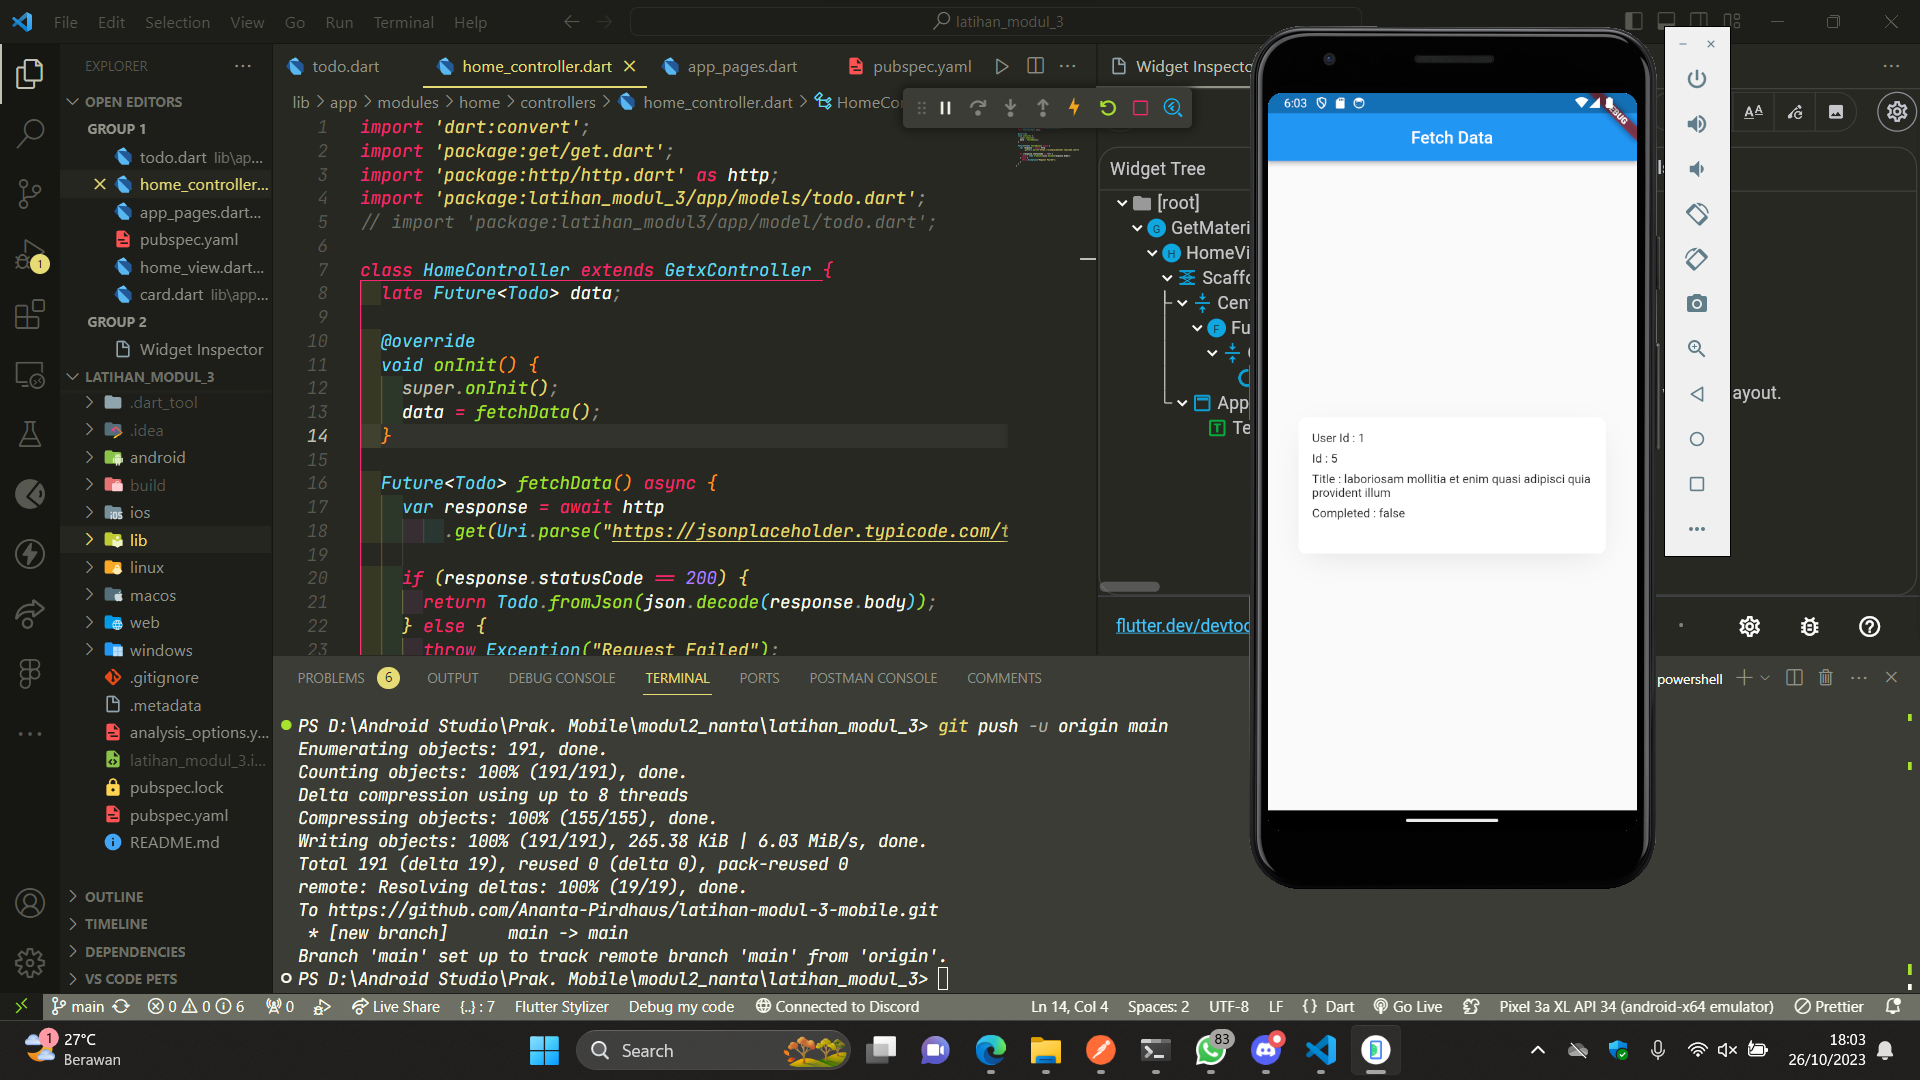 File Edit Selection View Go Run Terminal Help
latihan_modul_3
EXPLORER
OPEN EDITORS
GROUP 1
todo.dart lib\ap...
home_controller...
app_pages.dart...
pubspec.yaml
home_view.dart...
card.dart lib\app...
GROUP 2
Widget Inspector
LATIHAN_MODUL_3
.dart_tool
.idea
android
build
ios
lib
linux
macos
web
windows
.gitignore
.metadata
analysis_options.y...
latihan_modul_3.i...
pubspec.lock
pubspec.yaml
README.md
OUTLINE
TIMELINE
DEPENDENCIES
VS CODE PETS
1
todo.dart
home_controller.dart
app_pages.dart
pubspec.yaml
lib > app > modules > home > controllers > home_controller.dart > HomeCo
1 import 'dart:convert';
2 import 'package:get/get.dart';
3 import 'package:http/http.dart' as http;
4 import 'package:latihan_modul_3/app/models/todo.dart';
5 // import 'package:latihan_modul3/app/model/todo.dart';
6
7 class HomeController extends GetxController {
8 late Future<Todo> data;
9
10 @override
11 void onInit() {
12 super.onInit();
13 data = fetchData();
14 }
15
16 Future<Todo> fetchData() async {
17 var response = await http
18 .get(Uri.parse("https://jsonplaceholder.typicode.com/t
19
20 if (response.statusCode == 200) {
21 return Todo.fromJson(json.decode(response.body));
22 } else {
23 throw Exception("Request Failed");
Widget Inspecto
Widget Tree
[root]
GetMateri
HomeVi
Scaffo
Cen
Fu
App
Te
ayout.
flutter.dev/devtoo
6:03
Fetch Data
User Id : 1
Id : 5
Title : laboriosam mollitia et enim quasi adipisci quia
provident illum
Completed : false
PROBLEMS 6 OUTPUT DEBUG CONSOLE TERMINAL PORTS POSTMAN CONSOLE COMMENTS
powershell
PS D:\Android Studio\Prak. Mobile\modul2_nanta\latihan_modul_3> git push -u origin main
Enumerating objects: 191, done.
Counting objects: 100% (191/191), done.
Delta compression using up to 8 threads
Compressing objects: 100% (155/155), done.
Writing objects: 100% (191/191), 265.38 KiB | 6.03 MiB/s, done.
Total 191 (delta 19), reused 0 (delta 0), pack-reused 0
remote: Resolving deltas: 100% (19/19), done.
To https://github.com/Ananta-Pirdhaus/latihan-modul-3-mobile.git
* [new branch] main -> main
Branch 'main' set up to track remote branch 'main' from 'origin'.
PS D:\Android Studio\Prak. Mobile\modul2_nanta\latihan_modul_3>
main 0 0 6 0 Live Share {..} : 7 Flutter Stylizer Debug my code Connected to Discord Ln 14, Col 4 Spaces: 2 UTF-8 LF {} Dart Go Live Pixel 3a XL API 34 (android-x64 emulator) Prettier
1
27°C
Berawan
Search
83
18:03
26/10/2023